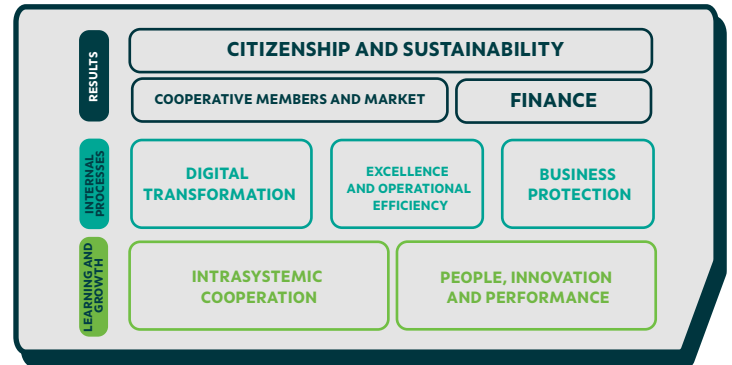 RESULTS
CITIZENSHIP AND SUSTAINABILITY
COOPERATIVE MEMBERS AND MARKET
FINANCE
INTERNAL
PROCESSES
DIGITAL
TRANSFORMATION
EXCELLENCE
AND OPERATIONAL
EFFICIENCY
BUSINESS
PROTECTION
LEARNING AND
GROWTH
INTRASYSTEMIC
COOPERATION
PEOPLE, INNOVATION
AND PERFORMANCE